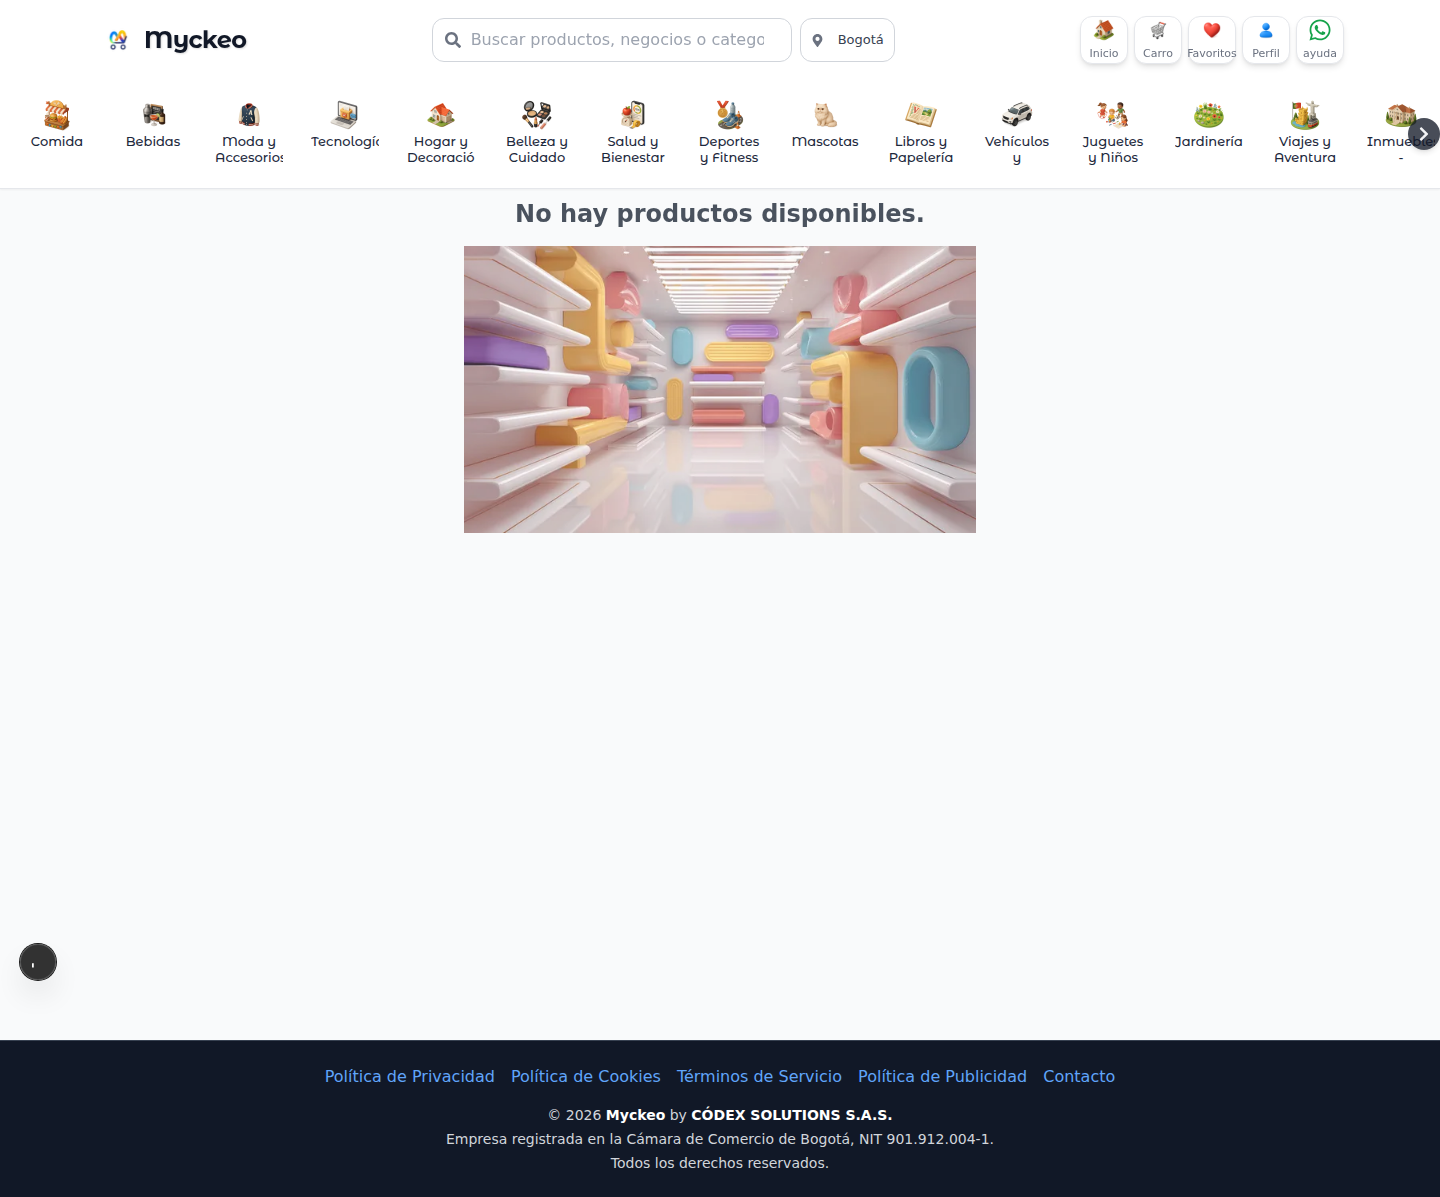 Myckeo
Buscar productos, negocios o catego
Bogotá
Inicio
Carro
Favoritos
Perfil
ayuda
Comida
Bebidas
Moda y
Accesorios
Tecnologíc
Hogar y
Decoració
Belleza y
Cuidado
Salud y
Bienestar
Deportes
y Fitness
Mascotas
Libros y
Papelería
Vehículos
y
Juguetes
y Niños
Jardinería
Viajes y
Aventura
Inmuebles
-
No hay productos disponibles.
Política de Privacidad Política de Cookies Términos de Servicio Política de Publicidad Contacto
© 2026 Myckeo by CÓDEX SOLUTIONS S.A.S.
Empresa registrada en la Cámara de Comercio de Bogotá, NIT 901.912.004-1.
Todos los derechos reservados.